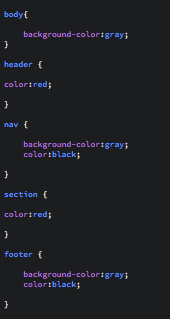 body{
background-color:gray;
}
header {
color:red;
}
nav {
background-color:gray;
color:black;
}
section {
color:red;
}
footer {
background-color:gray;
color:black;
}